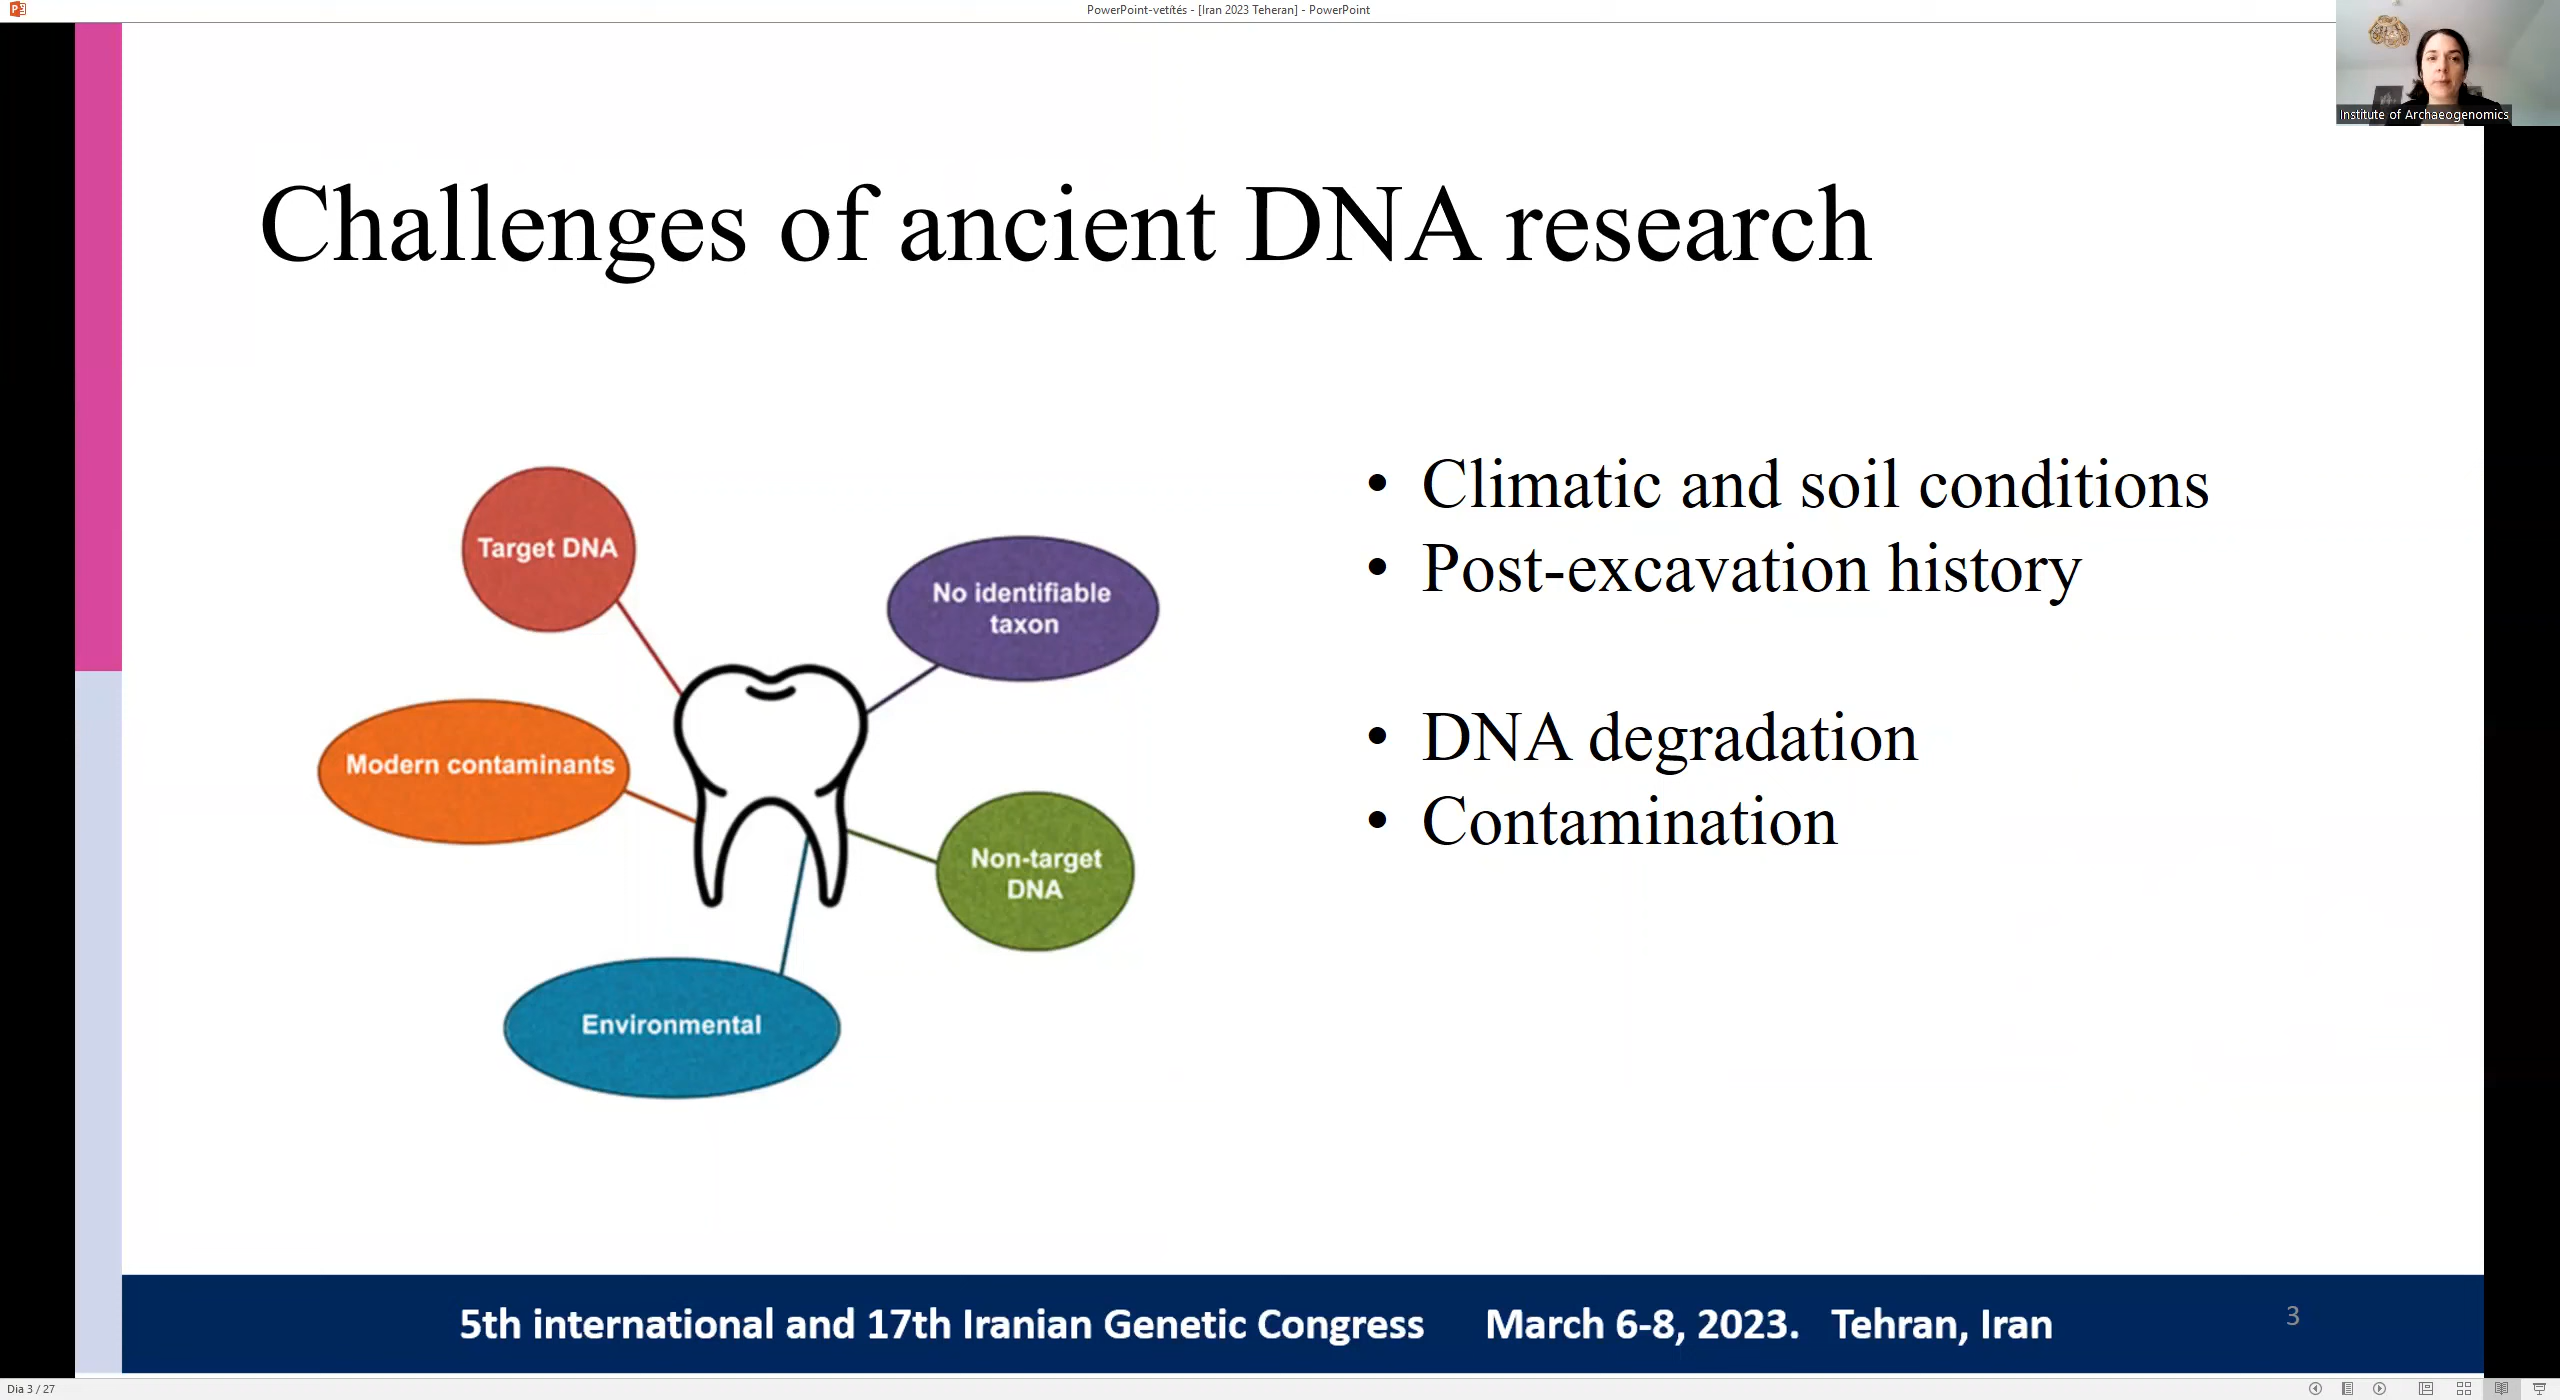 PowerPoint-vetítés - [Iran 2023 Teheran] - PowerPoint
Institute of Archaeogenomics
Challenges of ancient DNA research
Target DNA
No identifiable
taxon
Modern contaminants
Non-target
DNA
Environmental
• Climatic and soil conditions
• Post-excavation history
• DNA degradation
• Contamination
5th international and 17th Iranian Genetic Congress March 6-8, 2023. Tehran, Iran
3
Dia 3 / 27